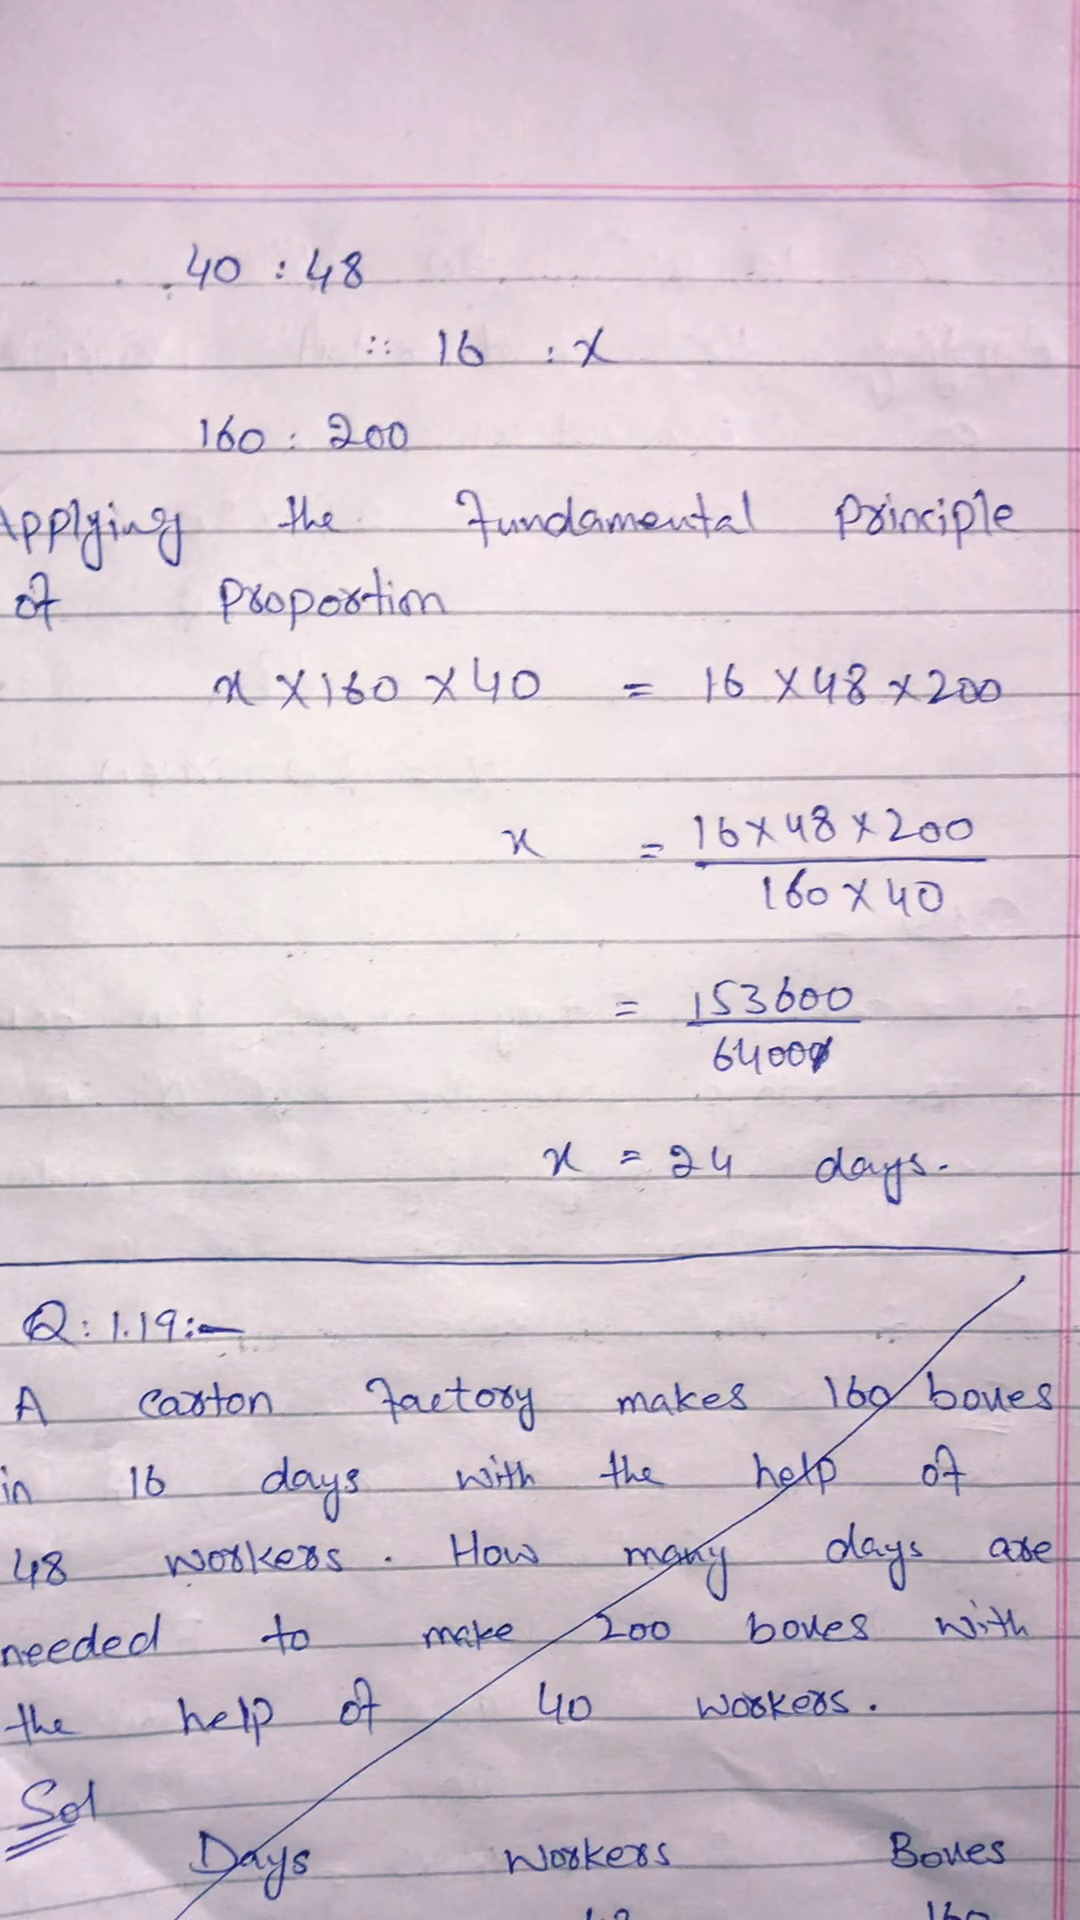 40 : 48
:: 16 : x
160 : 200
Applying the fundamental principle
of proportion
x × 160 × 40 = 16 × 48 × 200
x = 16 × 48 × 200
160 × 40
= 153600
6400
x = 24 days.
Q: 1.19:-
A carton factory makes 160 boxes
in 16 days with the help of
48 workers. How many days are
needed to make 200 boxes with
the help of 40 workers.
Sol
Days Workers Boxes